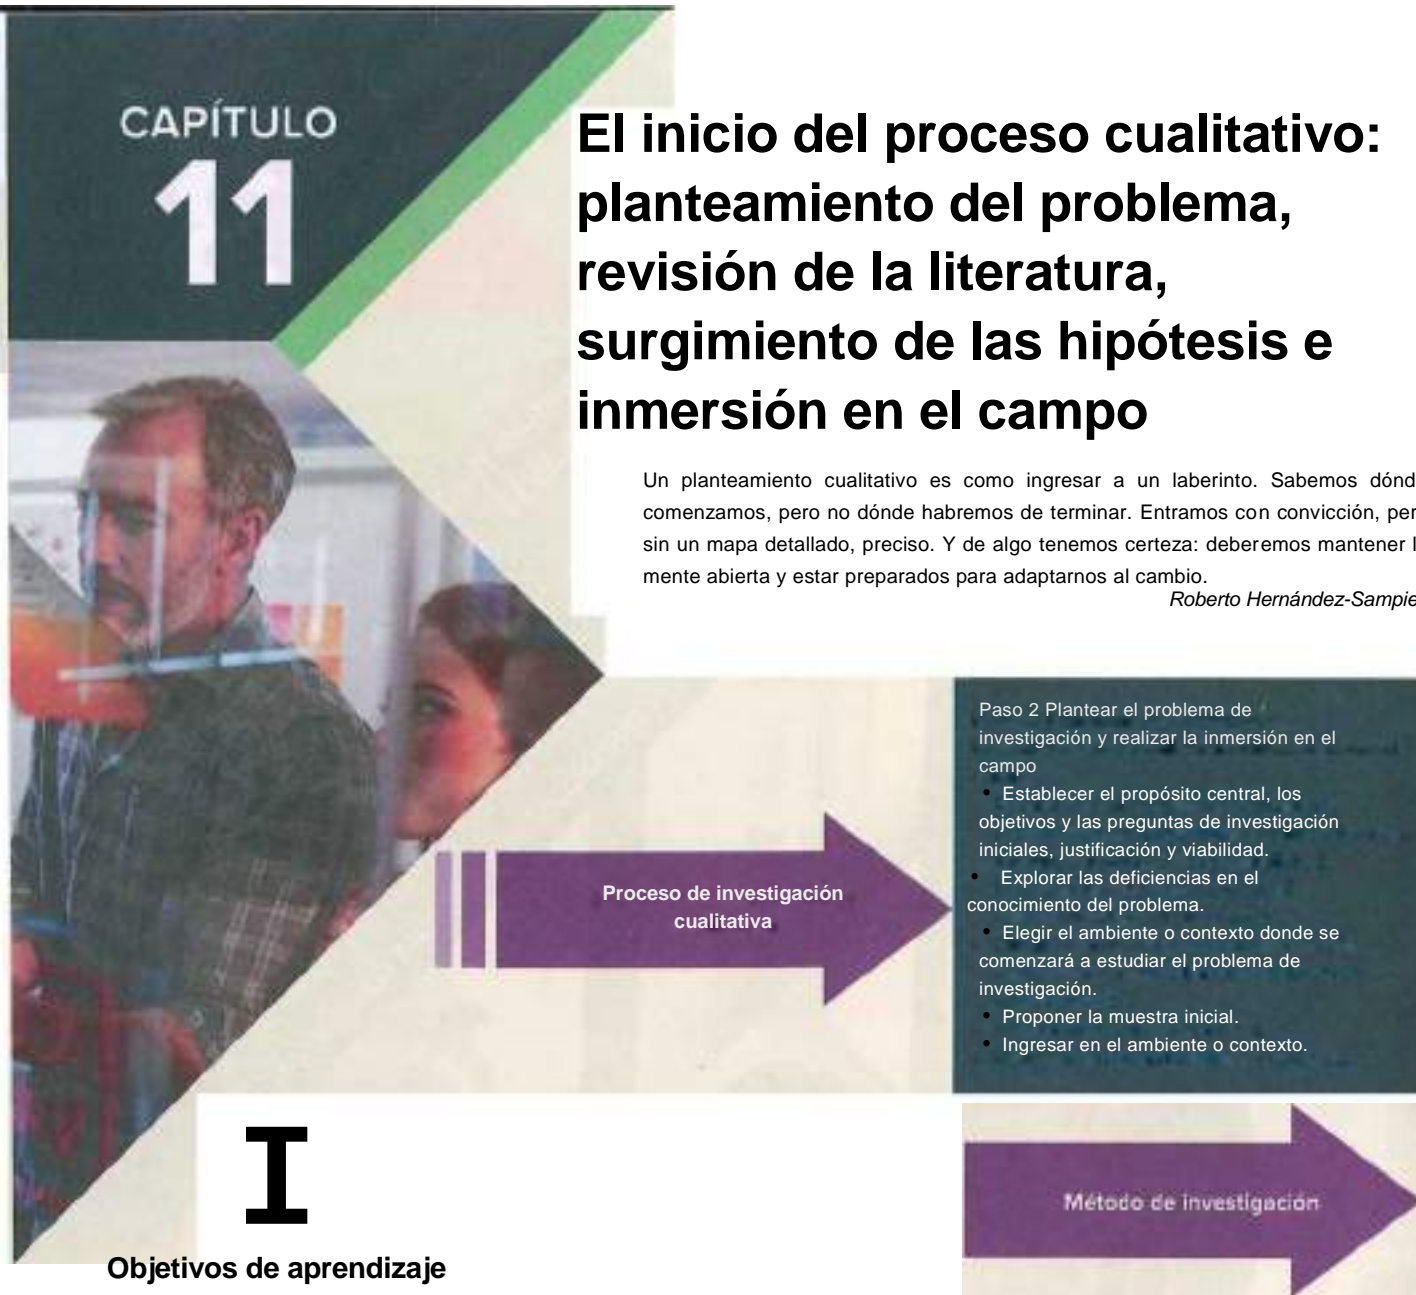 CAPÍTULO
11
El inicio del proceso cualitativo:
planteamiento del problema,
revisión de la literatura,
surgimiento de las hipótesis e
inmersión en el campo
Un planteamiento cualitativo es como ingresar a un laberinto. Sabemos dónd
comenzamos, pero no dónde habremos de terminar. Entramos con convicción, per
sin un mapa detallado, preciso. Y de algo tenemos certeza: deberemos mantener l
mente abierta y estar preparados para adaptarnos al cambio.
Roberto Hernández-Sampie
Paso 2 Plantear el problema de
investigación y realizar la inmersión en el
campo
• Establecer el propósito central, los
objetivos y las preguntas de investigación
iniciales, justificación y viabilidad.
• Explorar las deficiencias en el
conocimiento del problema.
• Elegir el ambiente o contexto donde se
comenzará a estudiar el problema de
investigación.
• Proponer la muestra inicial.
• Ingresar en el ambiente o contexto.
Proceso de investigación
cualitativa
Método de investigación
I
Objetivos de aprendizaje